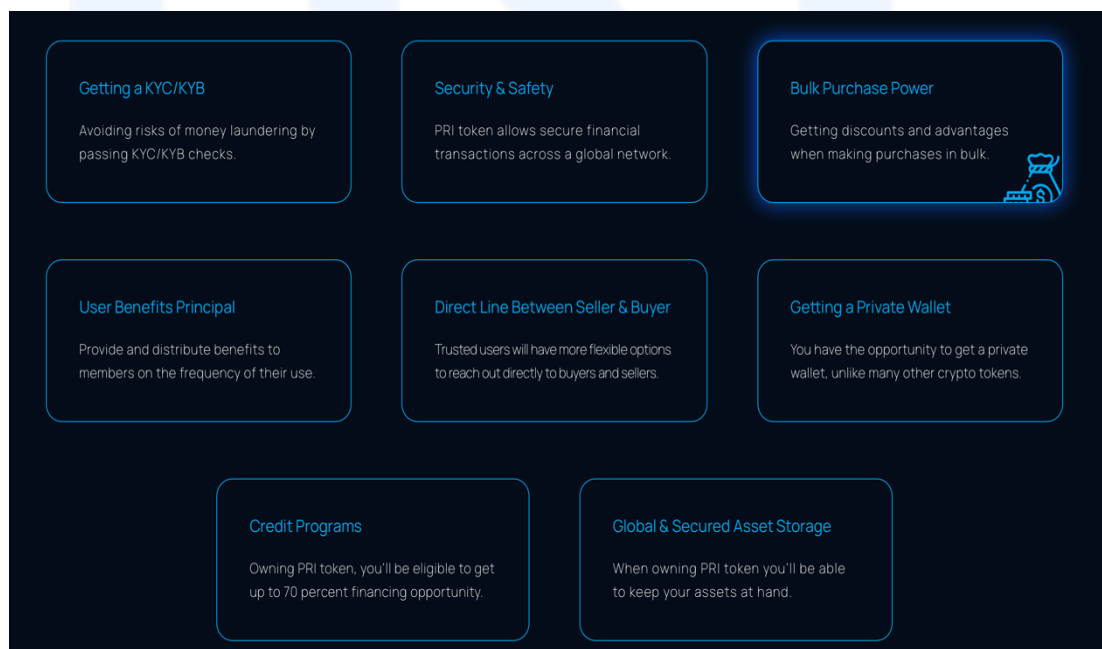 Getting a KYC/KYB
Avoiding risks of money laundering by
passing KYC/KYB checks.
Security & Safety
PRI token allows secure financial
transactions across a global network.
Bulk Purchase Power
Getting discounts and advantages
when making purchases in bulk.
$
User Benefits Principal
Provide and distribute benefits to
members on the frequency of their use.
Direct Line Between Seller & Buyer
Trusted users will have more flexible options
to reach out directly to buyers and sellers.
Getting a Private Wallet
You have the opportunity to get a private
wallet, unlike many other crypto tokens.
Credit Programs
Owning PRI token, you'll be eligible to get
up to 70 percent financing opportunity.
Global & Secured Asset Storage
When owning PRI token you'll be able
to keep your assets at hand.